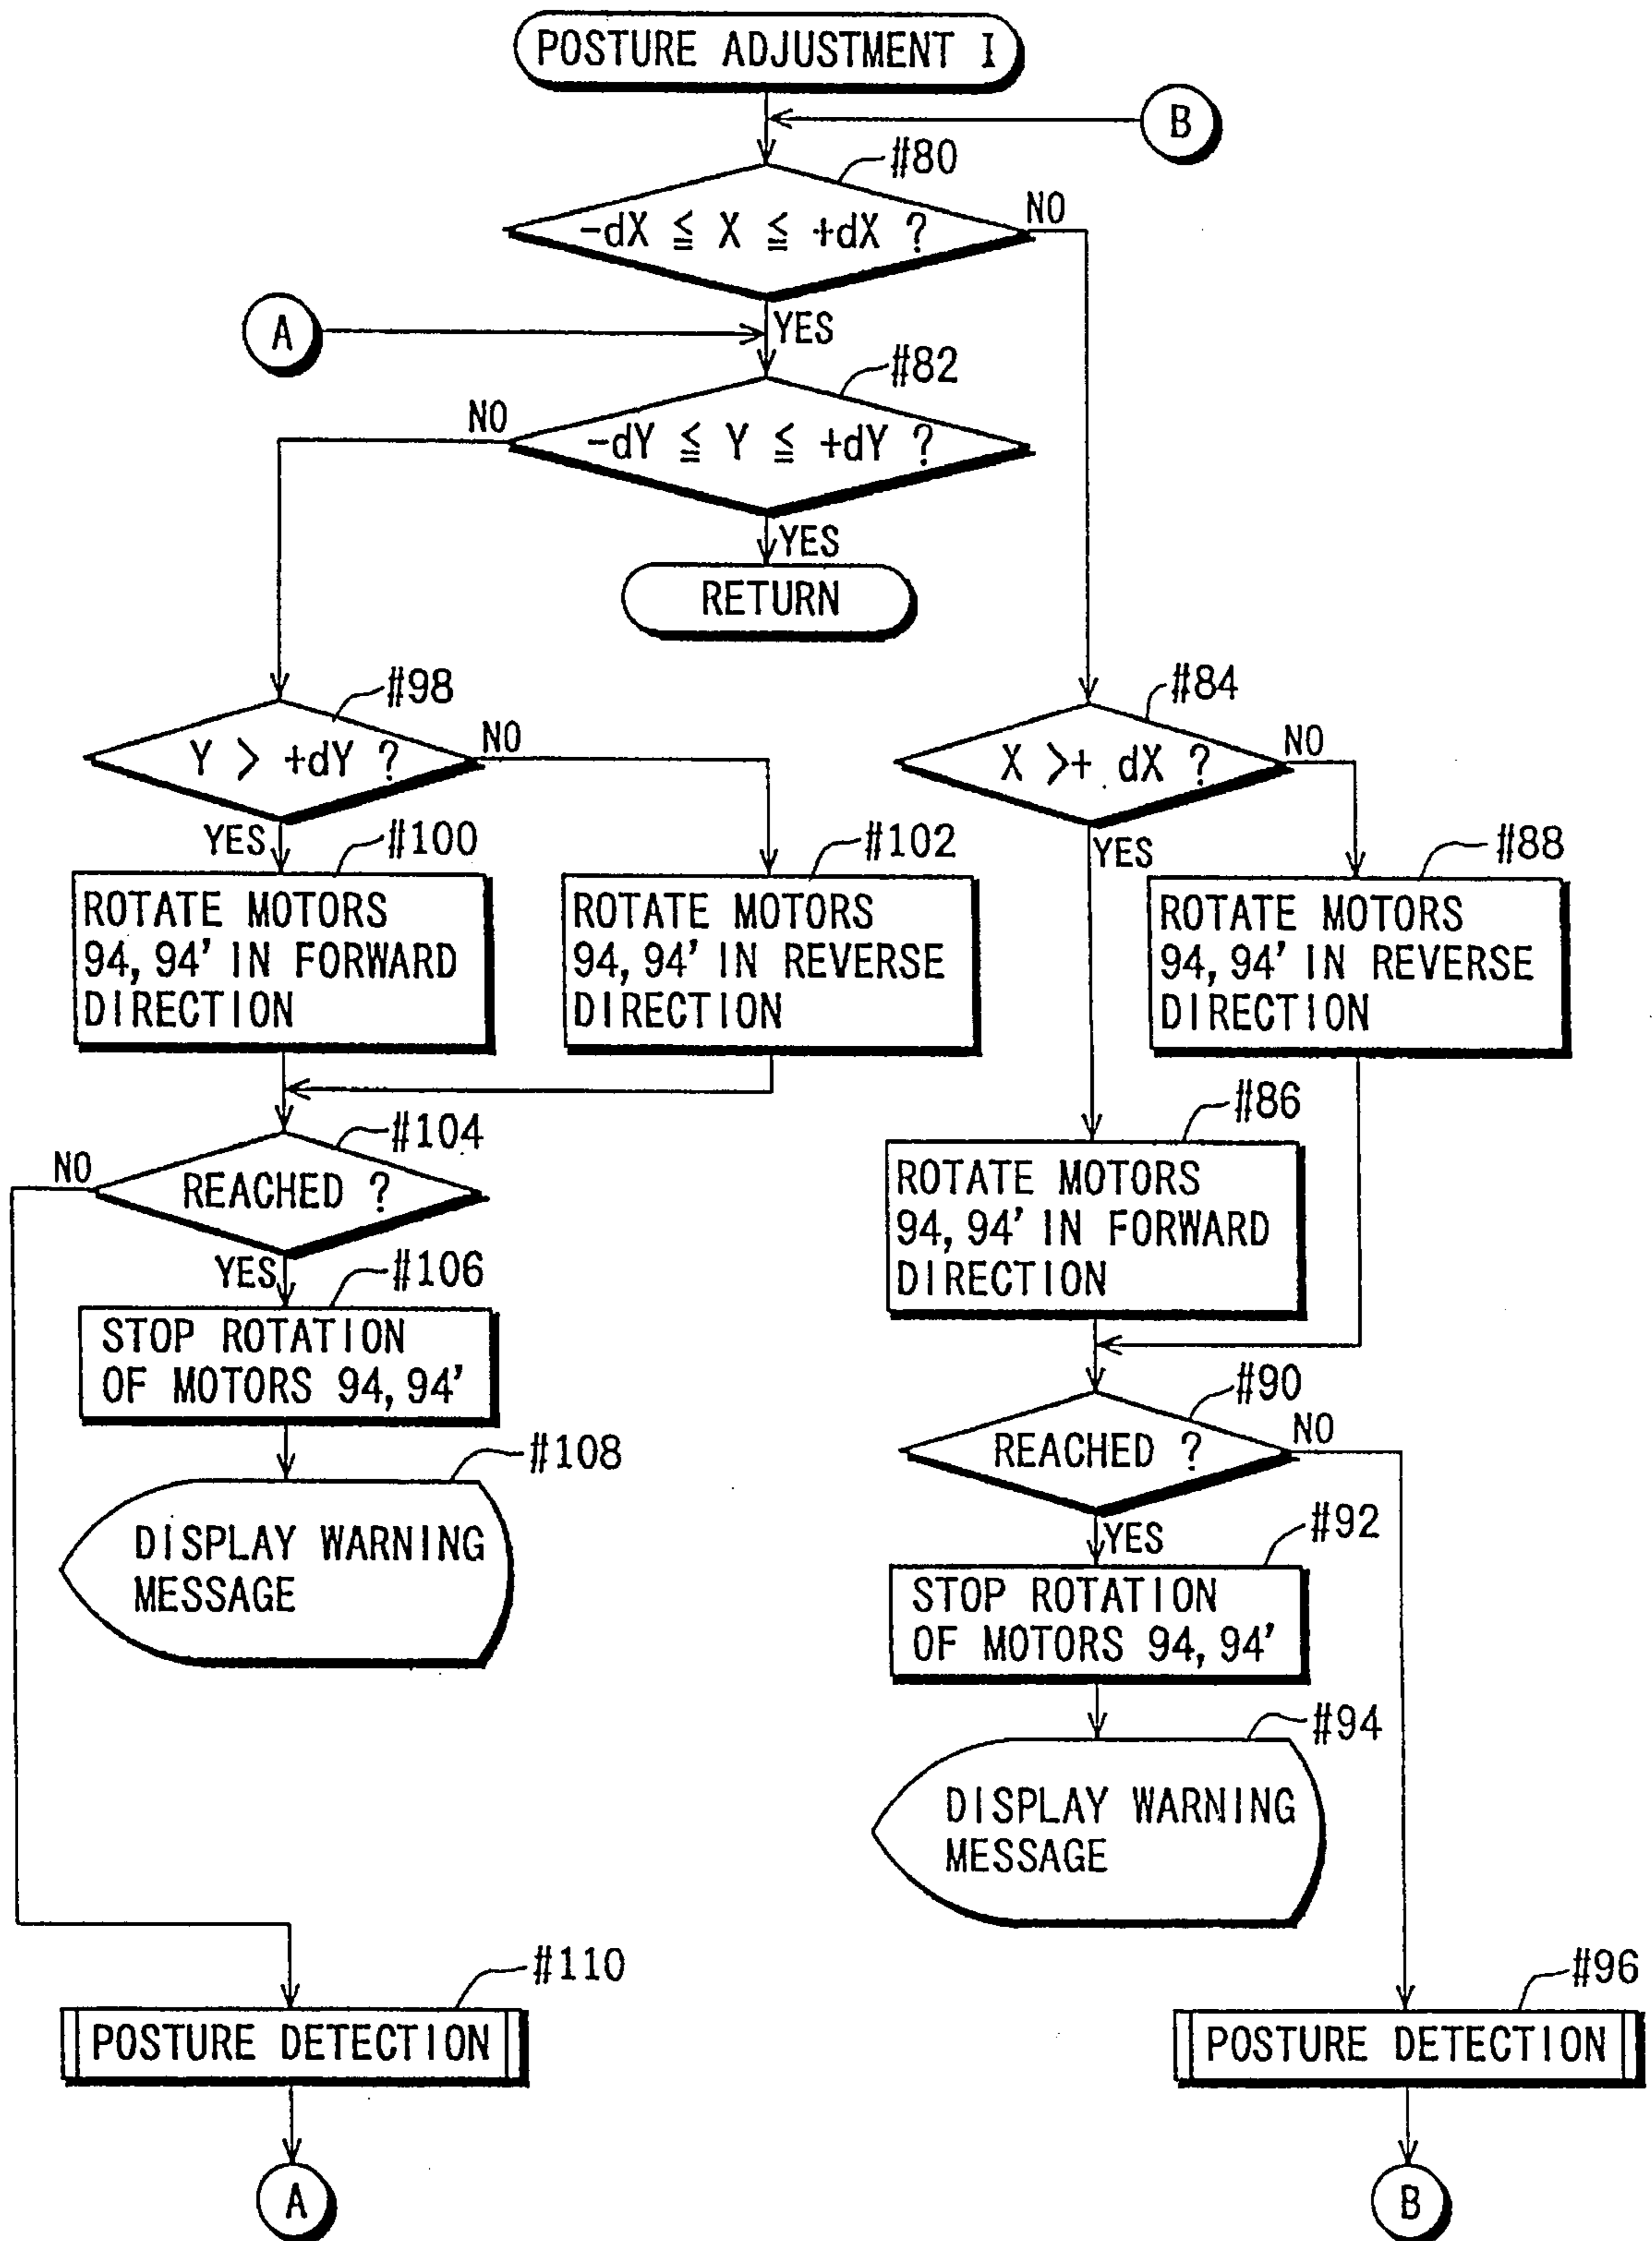 POSTURE ADJUSTMENT I
B
#80
-dX ≦ X ≦ +dX ?
NO
A
YES
#82
NO
-dY ≦ Y ≦ +dY ?
YES
RETURN
#98
Y > +dY ?
NO
YES
#84
X >+ dX ?
NO
YES
#100
ROTATE MOTORS
94, 94' IN FORWARD
DIRECTION
#102
ROTATE MOTORS
94, 94' IN REVERSE
DIRECTION
#88
ROTATE MOTORS
94, 94' IN REVERSE
DIRECTION
#86
ROTATE MOTORS
94, 94' IN FORWARD
DIRECTION
#104
NO
REACHED ?
YES
#106
STOP ROTATION
OF MOTORS 94, 94'
#108
DISPLAY WARNING
MESSAGE
#90
REACHED ?
NO
YES
#92
STOP ROTATION
OF MOTORS 94, 94'
#94
DISPLAY WARNING
MESSAGE
#110
POSTURE DETECTION
A
#96
POSTURE DETECTION
B